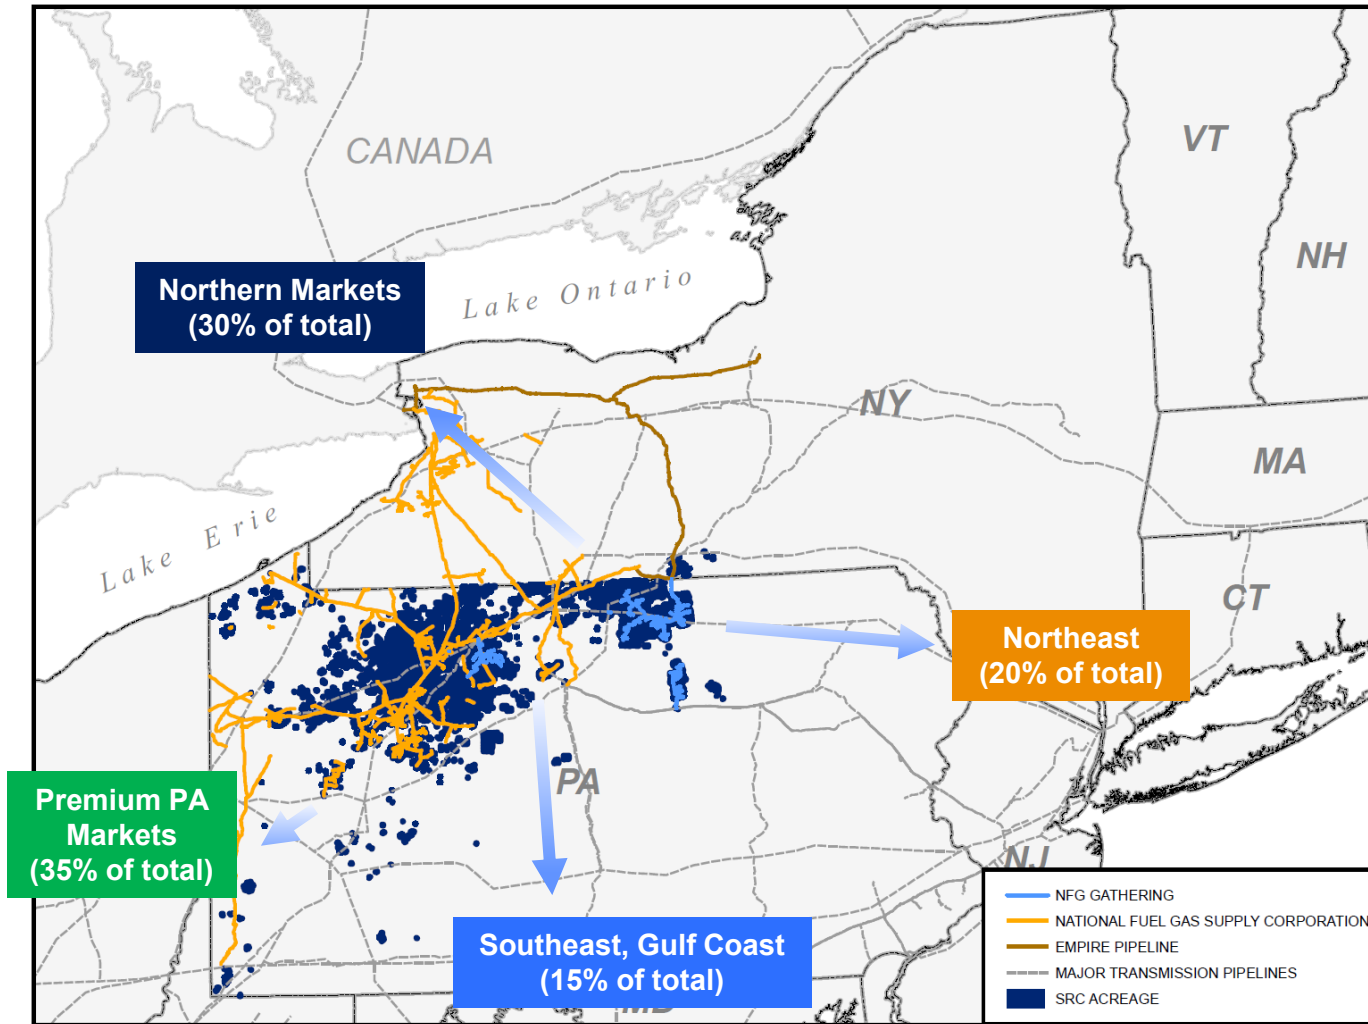 CANADA
VT
NH
Northern Markets
(30% of total)
Lake Ontario
NY
MA
Lake Erie
CT
Northeast
(20% of total)
Premium PA
Markets
(35% of total)
PA
NJ
Southeast, Gulf Coast
(15% of total)
MD
NFG GATHERING
NATIONAL FUEL GAS SUPPLY CORPORATION
EMPIRE PIPELINE
MAJOR TRANSMISSION PIPELINES
SRC ACREAGE